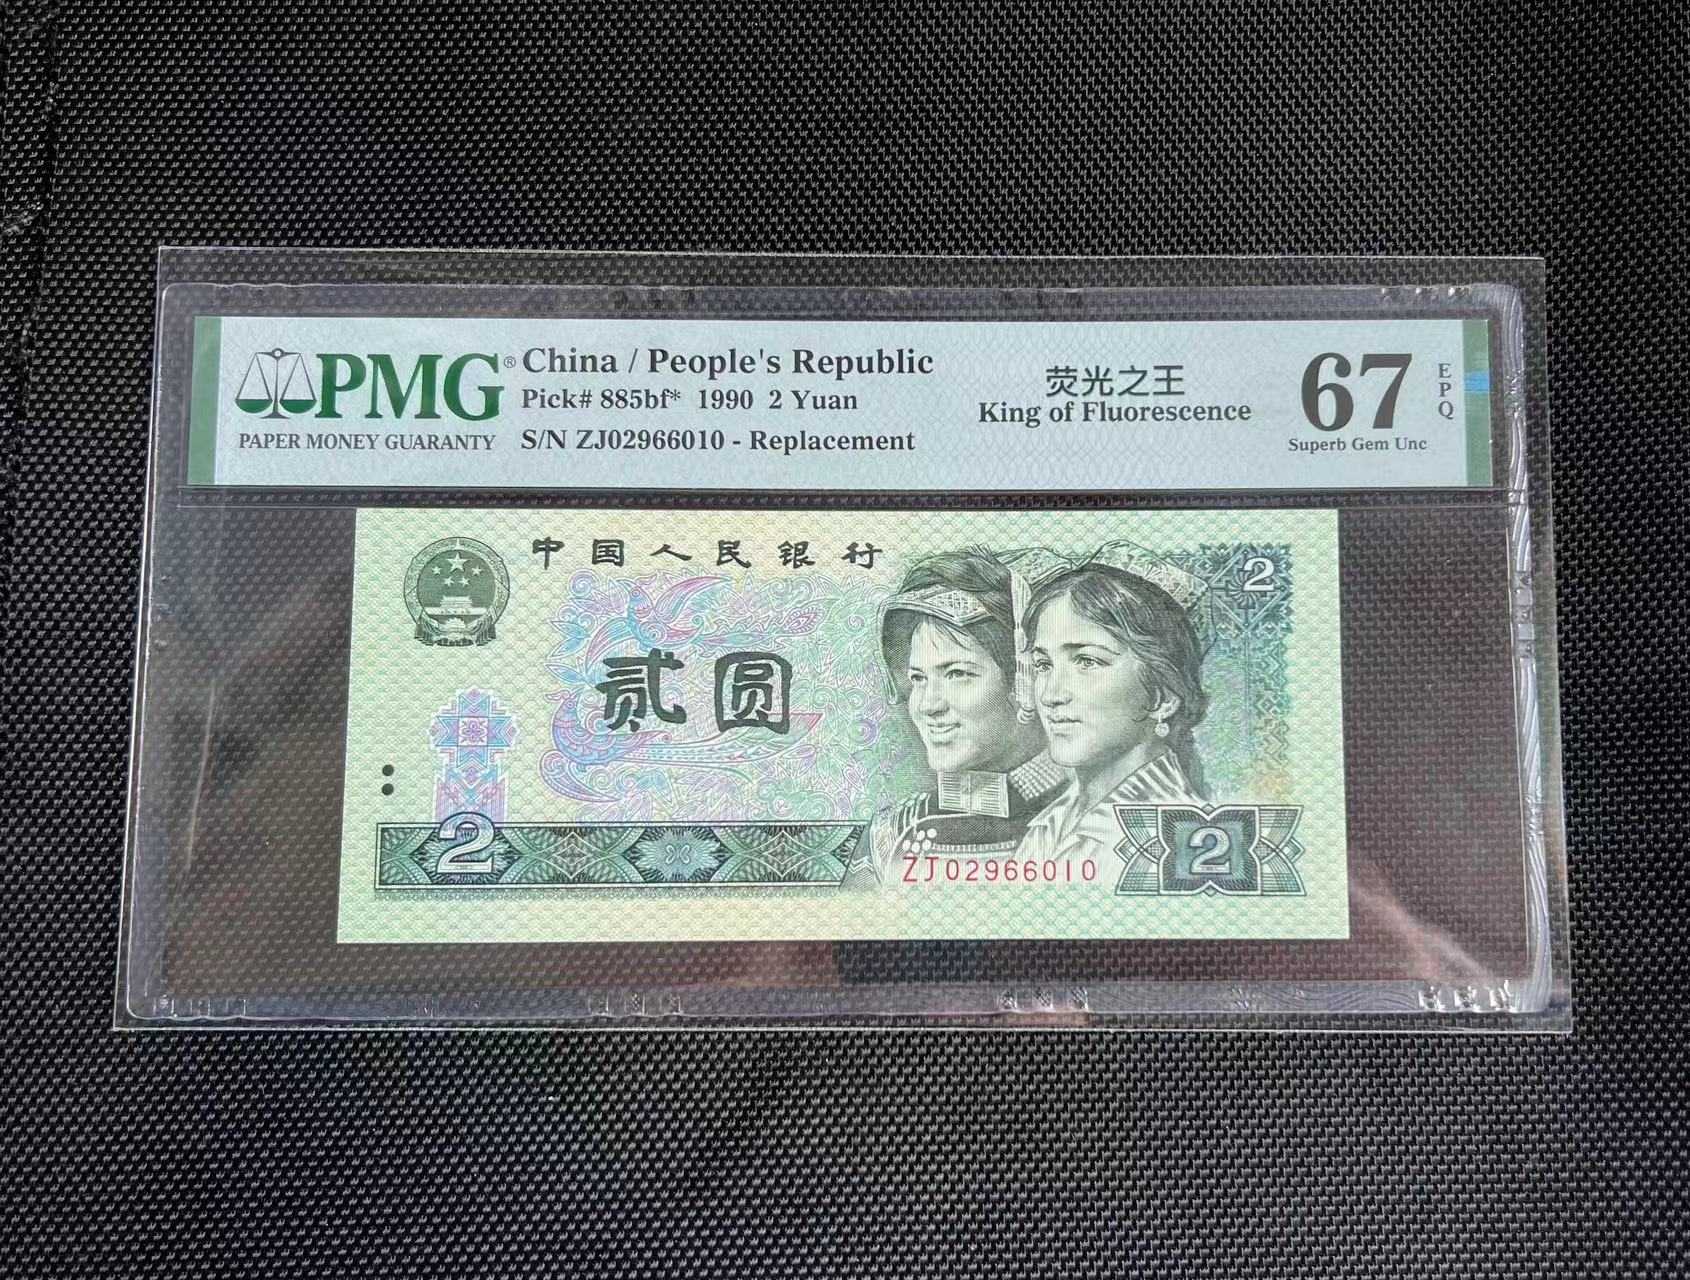 PMG®
PAPER MONEY GUARANTY
China / People's Republic
Pick# 885bf* 1990 2 Yuan
S/N ZJ02966010 - Replacement
荧光之王
King of Fluorescence
67
EPQ
Superb Gem Unc
中国人民银行
2
贰圆
2
ZJ02966010
2